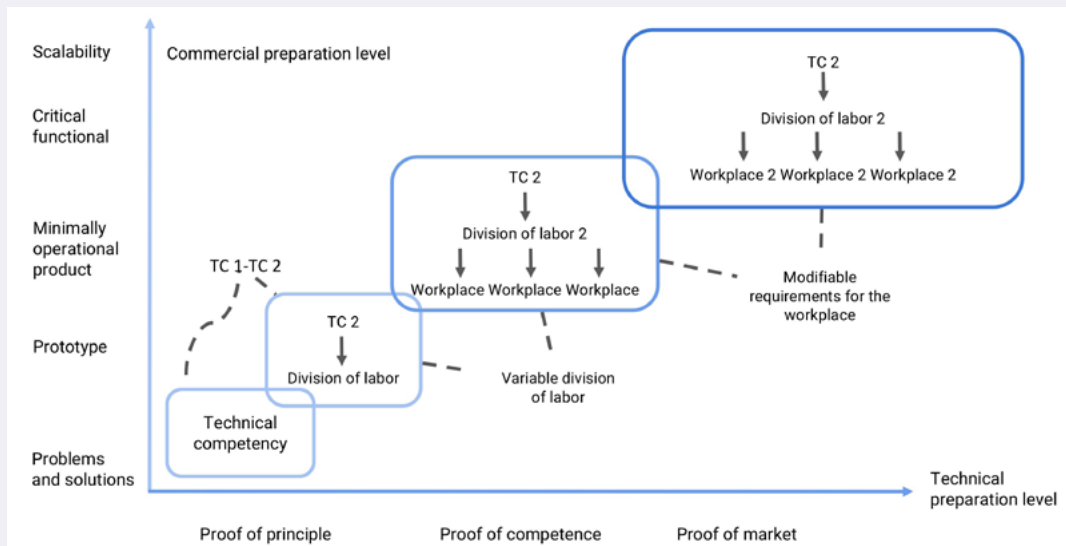 Scalability
Commercial preparation level
TC 2
Critical
functional
Division of labor 2
Workplace 2 Workplace 2 Workplace 2
TC 2
Minimally
operational
product
Division of labor 2
TC 1-TC 2
Workplace Workplace Workplace
Modifiable
requirements for the
workplace
Prototype
TC 2
Division of labor
Variable division
of labor
Technical
competency
Problems
and solutions
Technical
preparation level
Proof of principle
Proof of competence
Proof of market